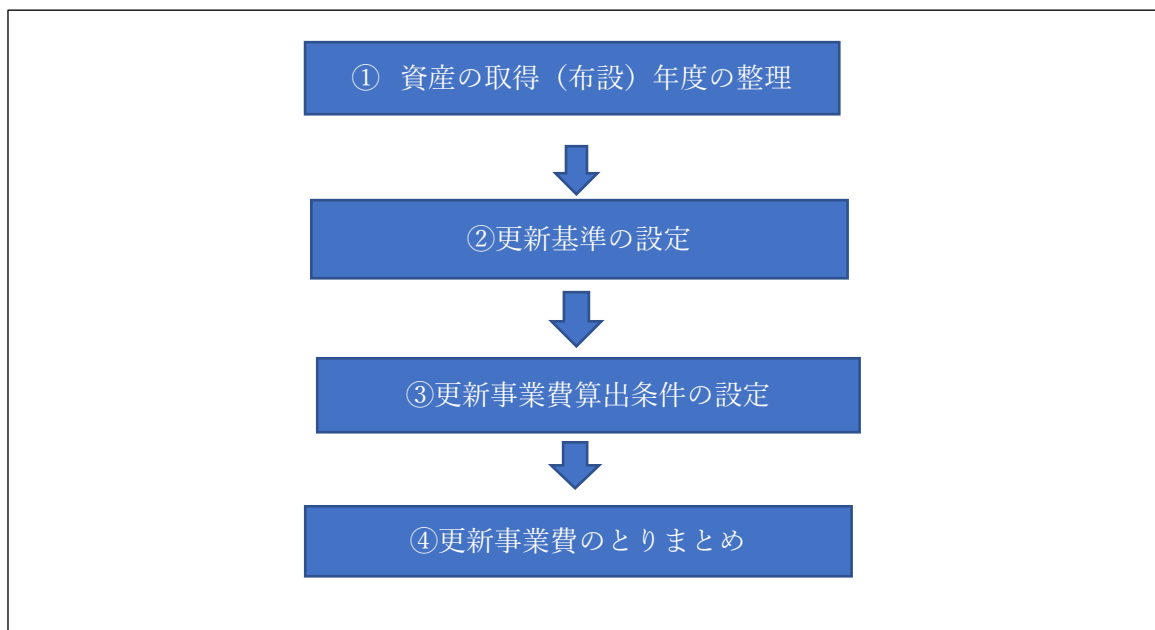 ① 資産の取得（布設）年度の整理
②更新基準の設定
③更新事業費算出条件の設定
④更新事業費のとりまとめ